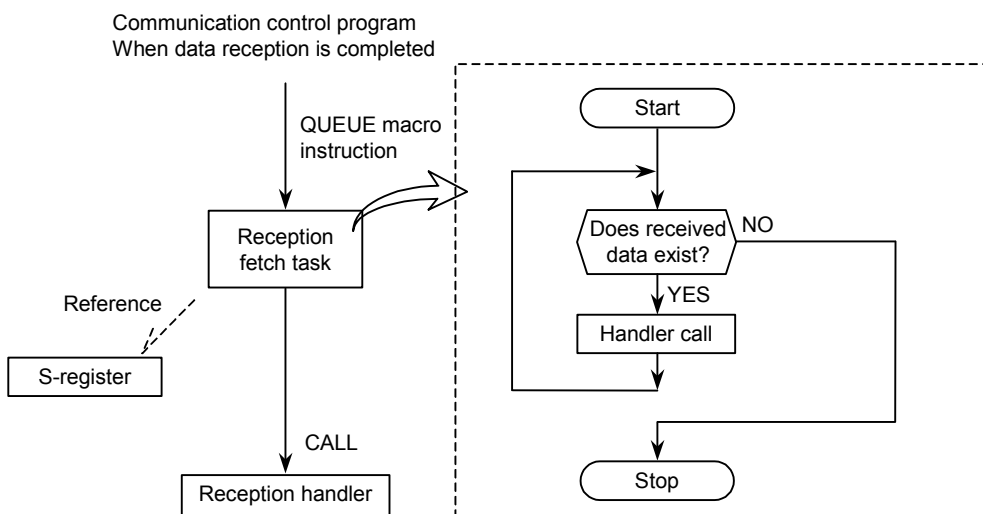 Communication control program
When data reception is completed
QUEUE macro
instruction
Reception
fetch task
Reference
S-register
CALL
Reception handler
Start
Does received
data exist?
NO
YES
Handler call
Stop